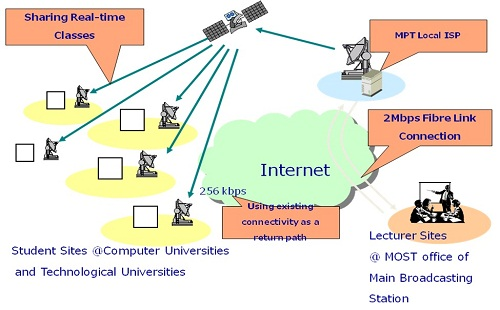 Sharing Real-time
Classes
MPT Local ISP
2Mbps Fibre Link
Connection
Internet
256 kbps
Using existing
connectivity as a
return path
Student Sites @Computer Universities
and Technological Universities
Lecturer Sites
@ MOST office of
Main Broadcasting
Station